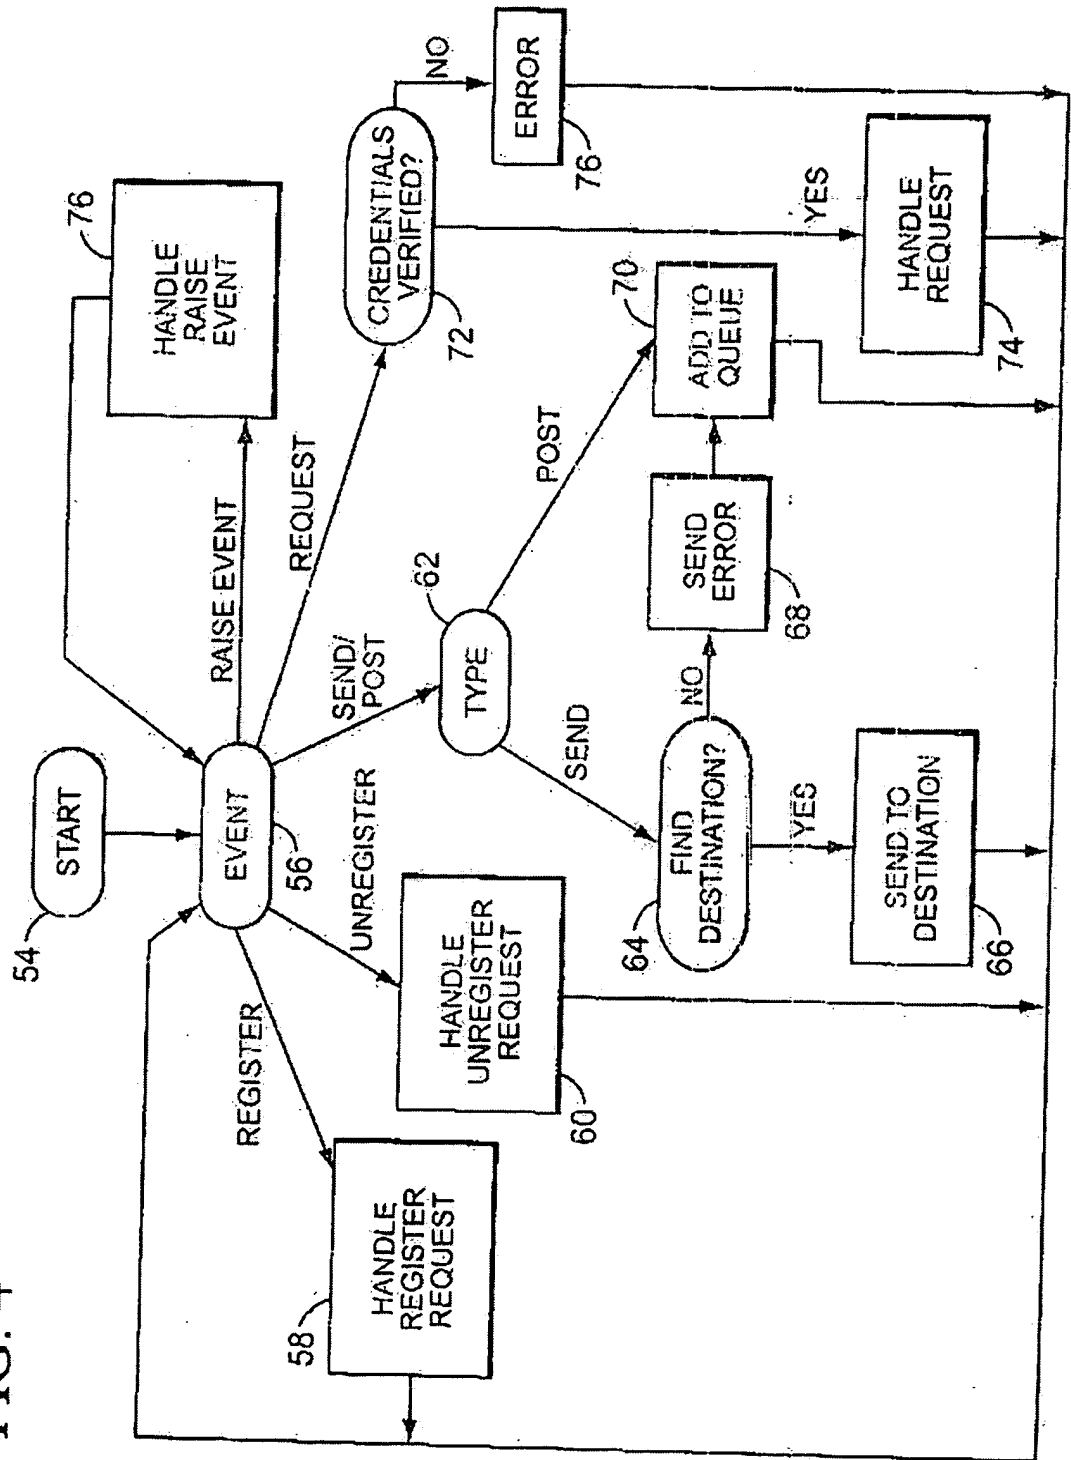 FIG. 4
54
START
76
HANDLE
RAISE
EVENT
EVENT
56
RAISE EVENT
REGISTER
UNREGISTER
SEND/
POST
REQUEST
58
HANDLE
REGISTER
REQUEST
HANDLE
UNREGISTER
REQUEST
60
TYPE
62
CREDENTIALS
VERIFIED?
72
NO
ERROR
76
SEND
POST
64
FIND
DESTINATION?
NO
SEND
ERROR
68
70
ADD TO
QUEUE
YES
YES
SEND TO
DESTINATION
66
HANDLE
REQUEST
74